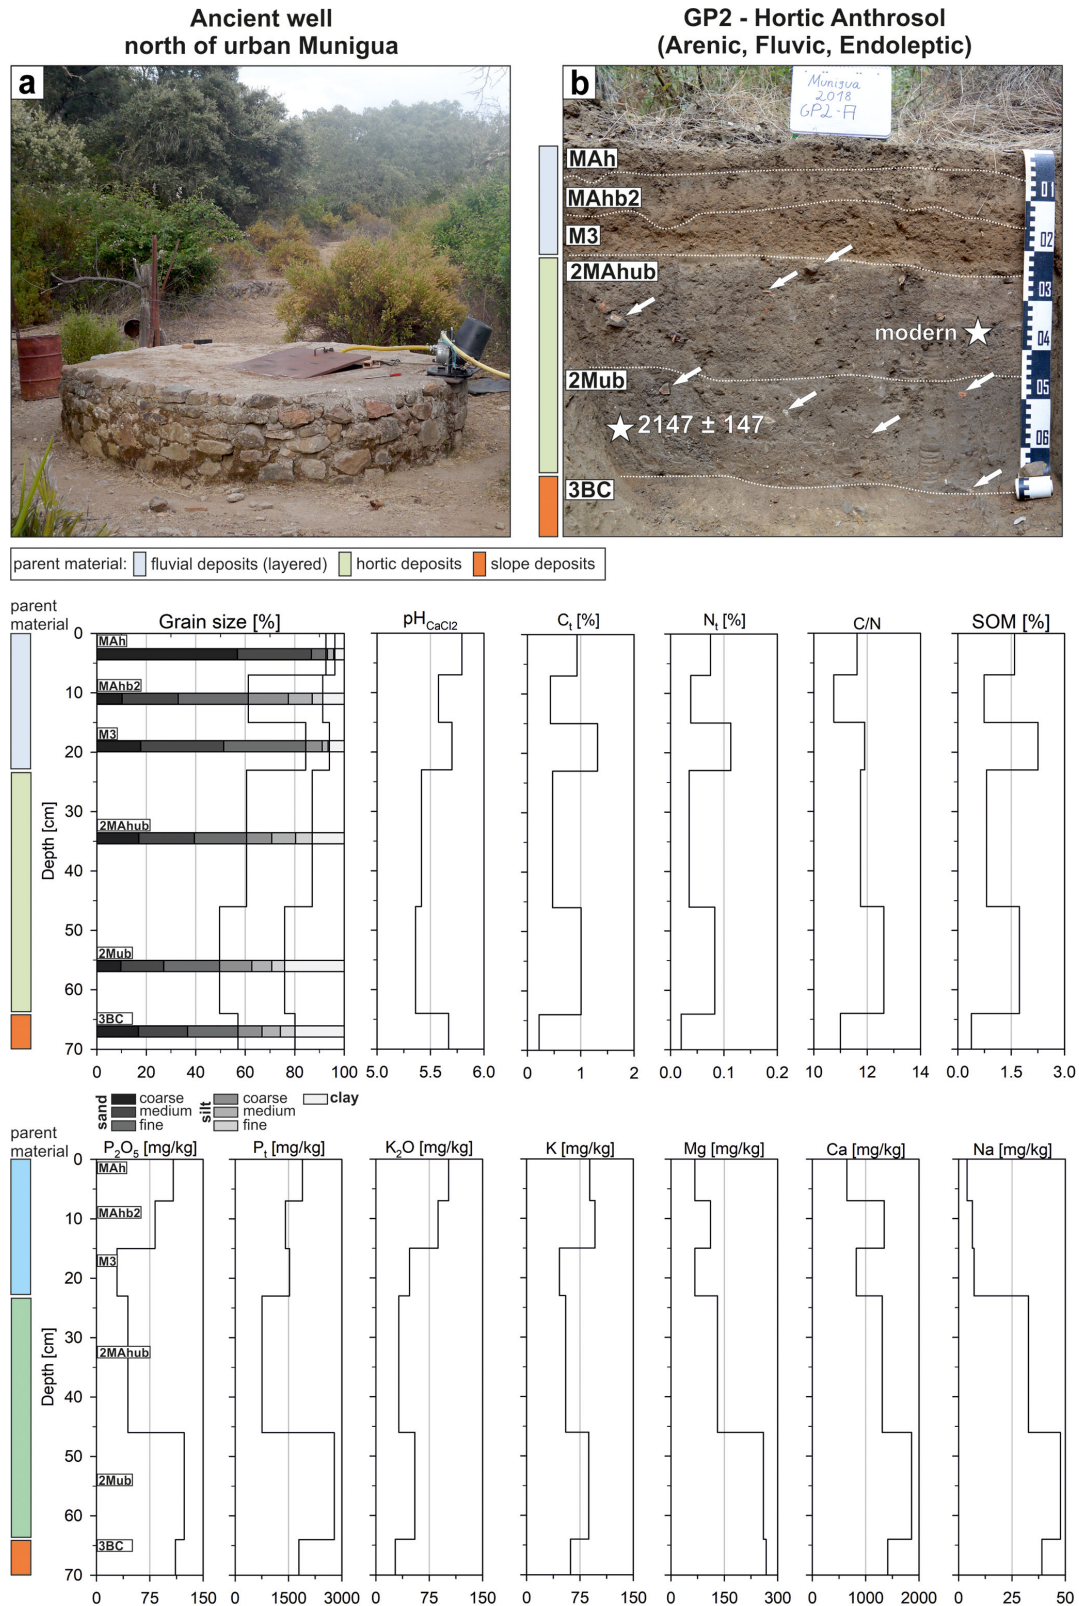 Ancient well
north of urban Munigua
GP2 - Hortic Anthrosol
(Arenic, Fluvic, Endoleptic)
a
b
Munigua
2018
GP2-A
MAh
MAhb2
M3
2MAhub
2Mub
3BC
modern
2147 ± 147
01
02
03
04
05
06
parent material: fluvial deposits (layered) hortic deposits slope deposits
parent
material
Grain size [%]
pHCaCl2
Ct [%]
Nt [%]
C/N
SOM [%]
Depth [cm]
0
10
20
30
40
50
60
70
MAh
MAhb2
M3
2MAhub
2Mub
3BC
0 20 40 60 80 100
5.0 5.5 6.0
0 1 2
0.0 0.1 0.2
10 12 14
0.0 1.5 3.0
sand
coarse
medium
fine
silt
coarse
medium
fine
clay
parent
material
P2O5 [mg/kg]
Pt [mg/kg]
K2O [mg/kg]
K [mg/kg]
Mg [mg/kg]
Ca [mg/kg]
Na [mg/kg]
Depth [cm]
0
10
20
30
40
50
60
70
MAh
MAhb2
M3
2MAhub
2Mub
3BC
0 75 150
0 1500 3000
0 75 150
0 75 150
0 150 300
0 1000 2000
0 25 50